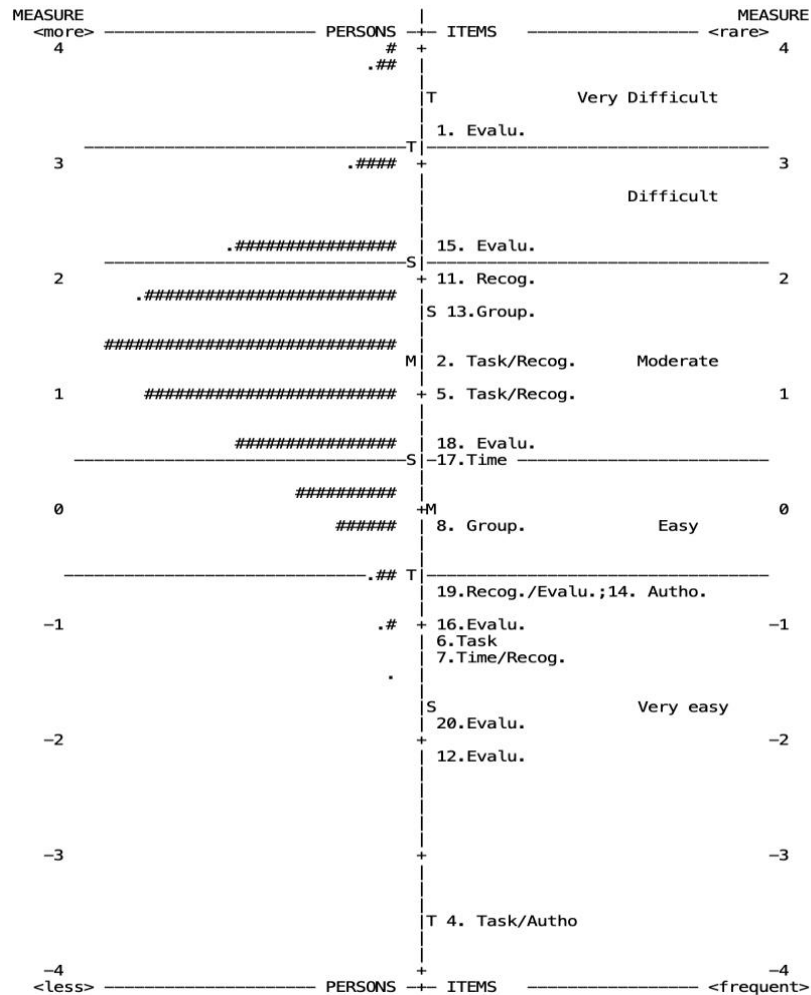 MEASURE | MEASURE
<more> --------------------- PERSONS -+- ITEMS ----------------- <rare>
4 # + 4
.## |
|T Very Difficult
| 1. Evalu.
--------------------------------T|----------------------------------
3 .#### + 3
| Difficult
.################ | 15. Evalu.
------------------------------S|----------------------------------
2 + 11. Recog. 2
.######################### |
|S 13.Group.
############################# |
M| 2. Task/Recog. Moderate
1 ######################### + 5. Task/Recog. 1
################ | 18. Evalu.
---------------------------------S|-17.Time -------------------------
########## |
0 +M 0
###### | 8. Group. Easy
------------------------------.## T|----------------------------------
| 19.Recog./Evalu.;14. Autho.
-1 .# + 16.Evalu. -1
| 6.Task
| 7.Time/Recog.
. |
|S Very easy
| 20.Evalu.
-2 + -2
| 12.Evalu.
-3 + -3
|T 4. Task/Autho
-4 + -4
<less> --------------------- PERSONS -+- ITEMS ----------------- <frequent>